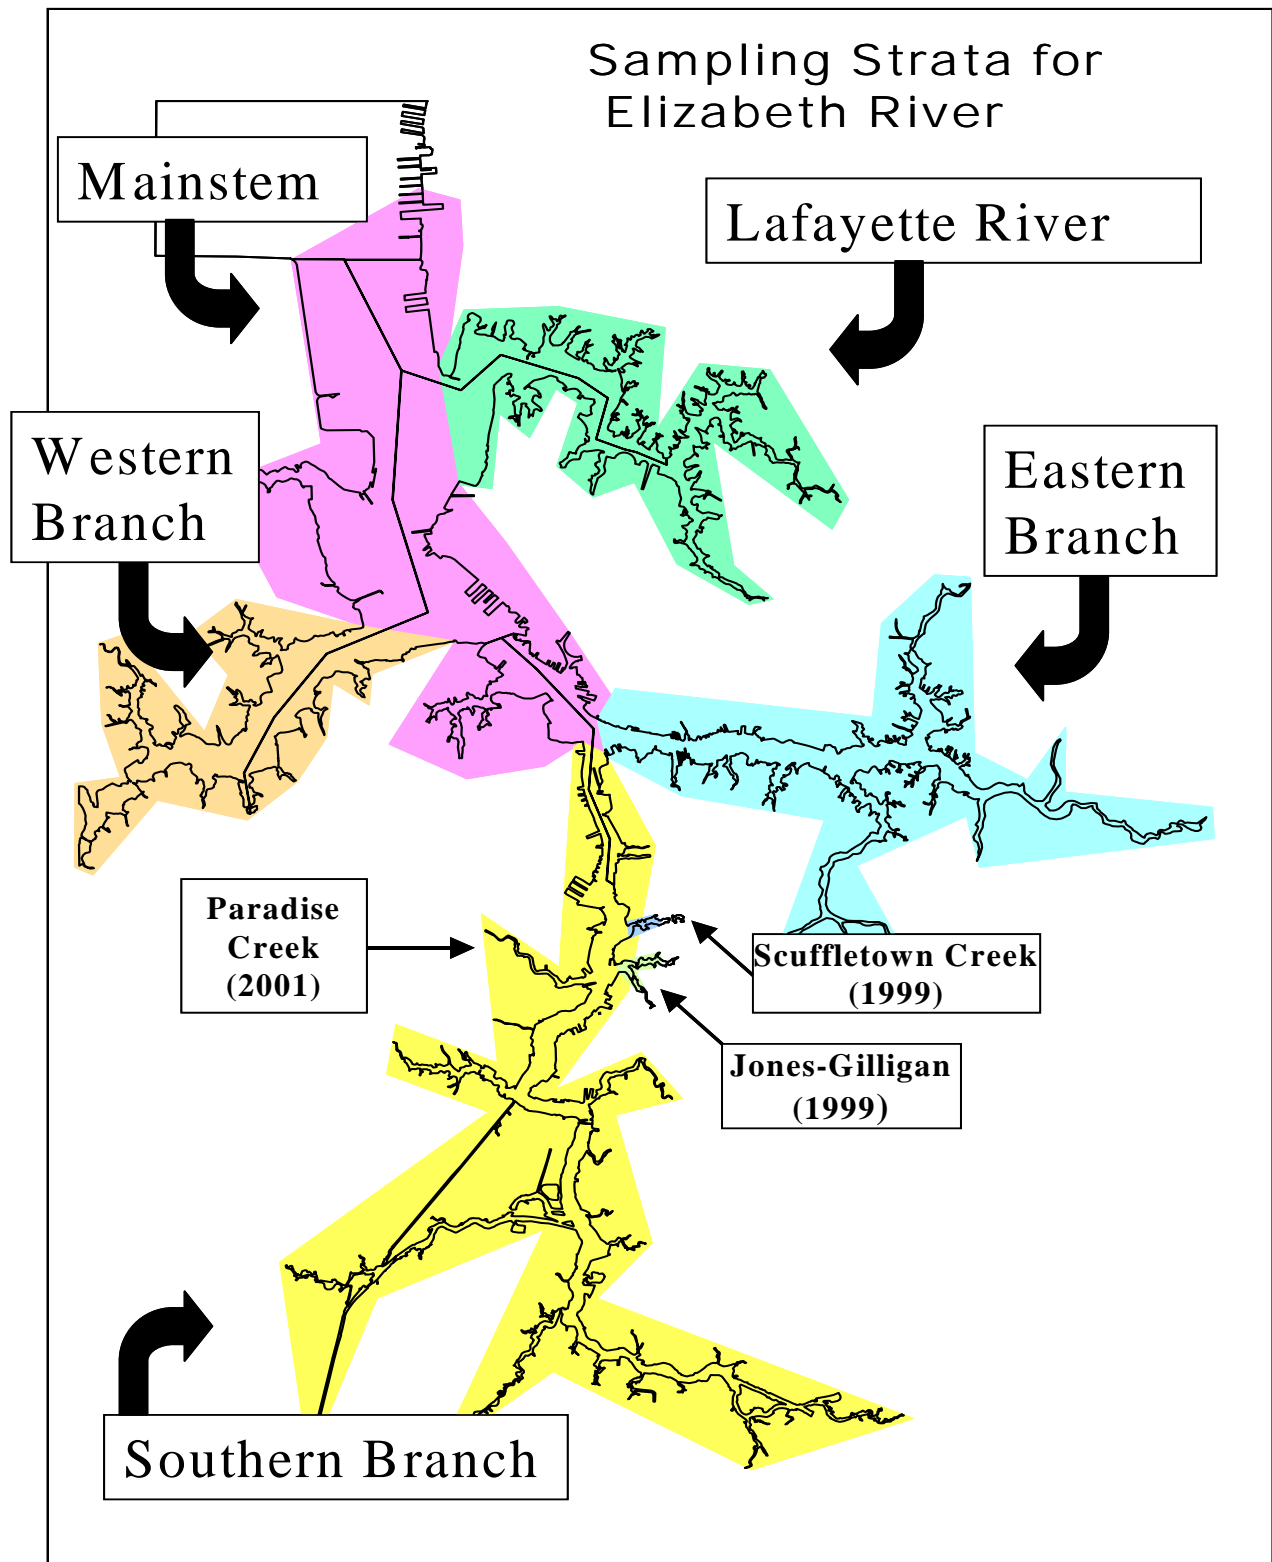 Sampling Strata for
Elizabeth River
Mainstem
Lafayette River
Western
Branch
Eastern
Branch
Paradise
Creek
(2001)
Scuffletown Creek
(1999)
Jones-Gilligan
(1999)
Southern Branch